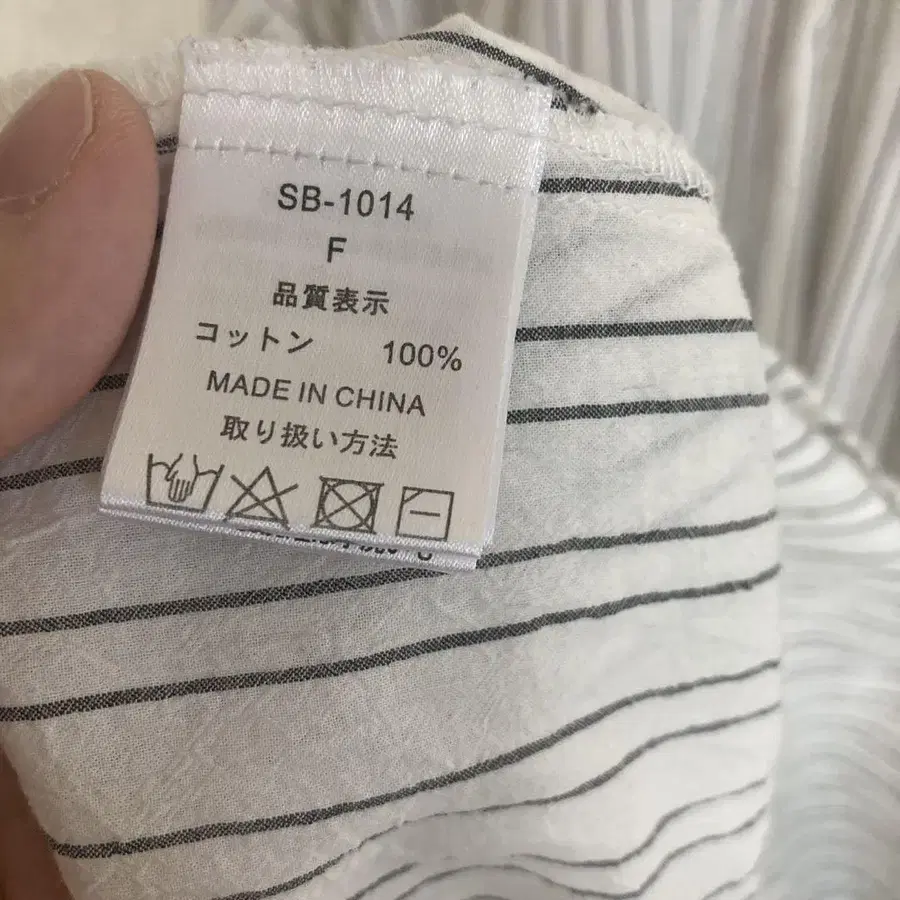 SB-1014
F
品質表示
コットン 100%
MADE IN CHINA
取り扱い方法